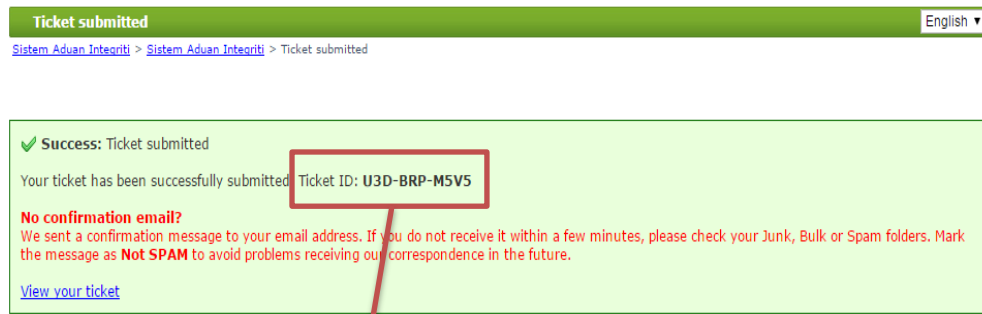 Ticket submitted
English
Sistem Aduan Integriti > Sistem Aduan Integriti > Ticket submitted
Success: Ticket submitted
Your ticket has been successfully submitted Ticket ID: U3D-BRP-M5V5
No confirmation email?
We sent a confirmation message to your email address. If you do not receive it within a few minutes, please check your Junk, Bulk or Spam folders. Mark
the message as Not SPAM to avoid problems receiving our correspondence in the future.
View your ticket